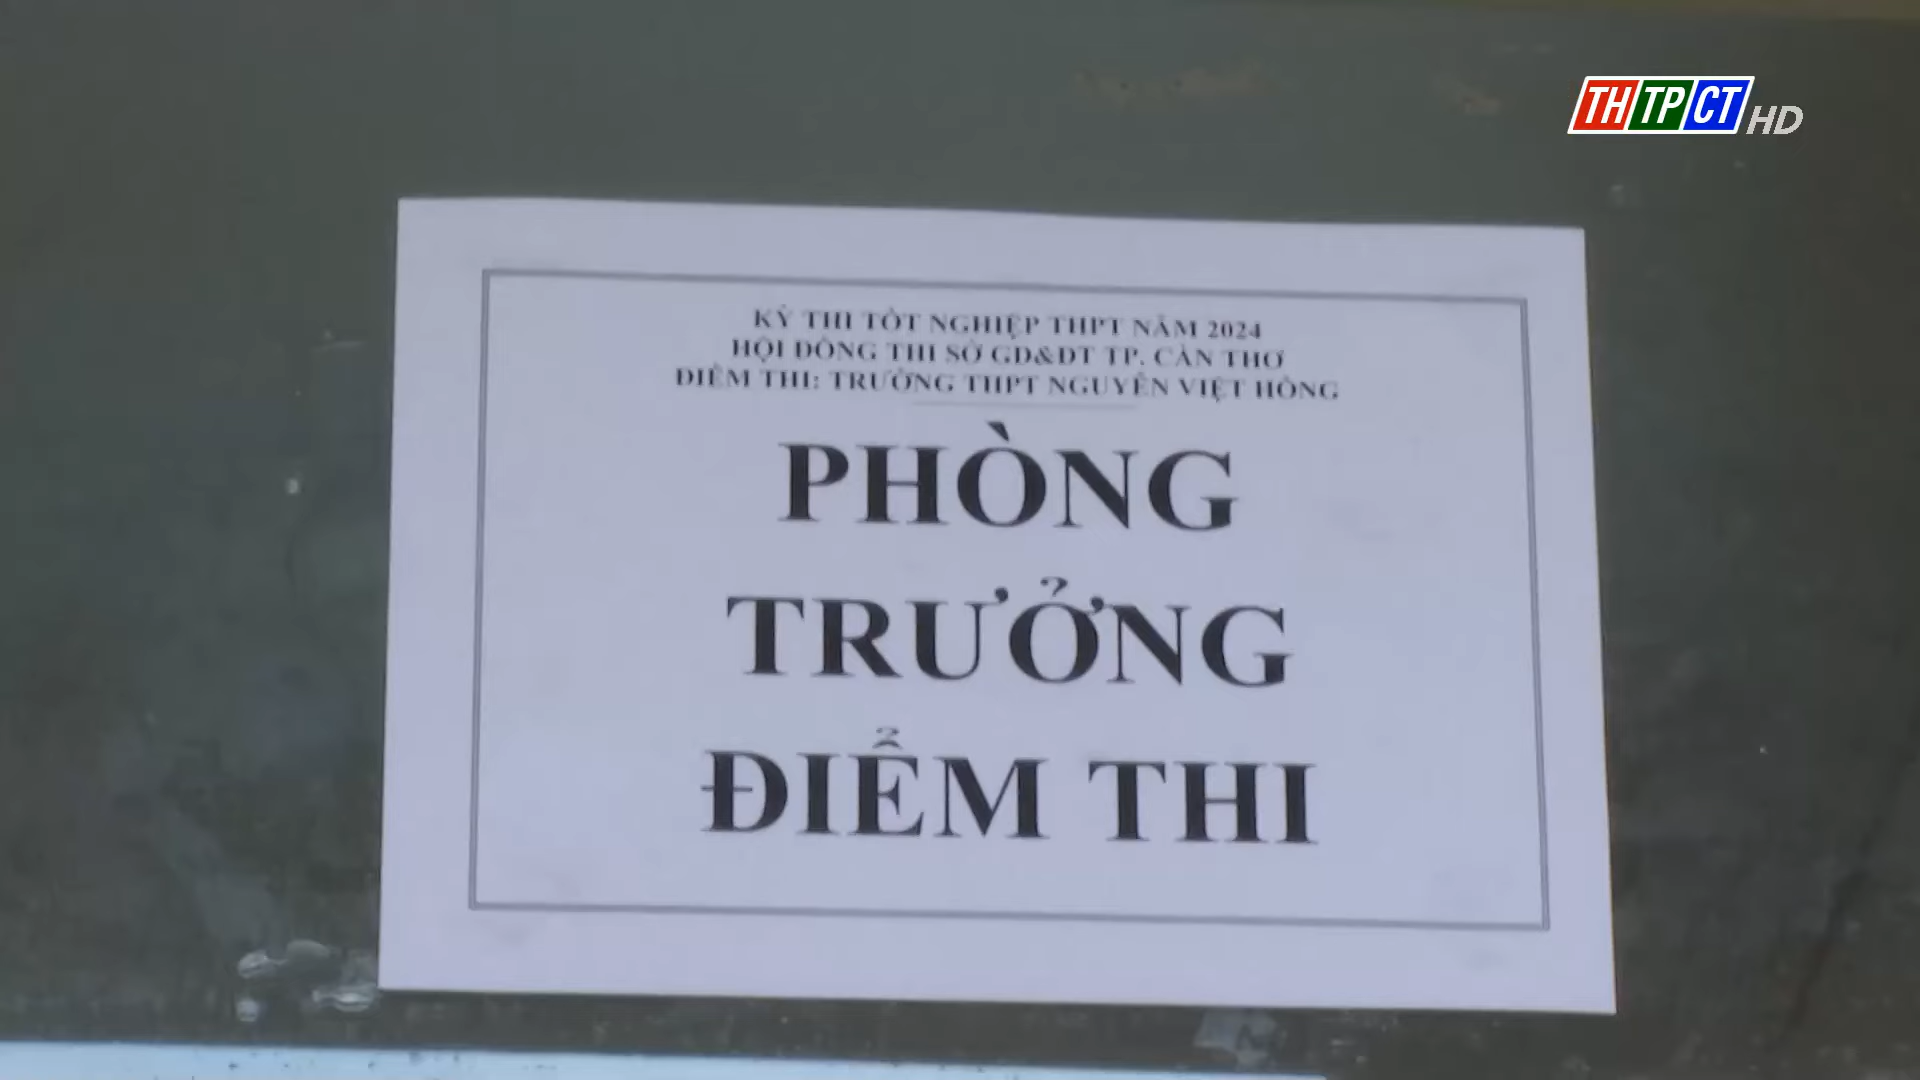 THTPCT HD
KỲ THI TỐT NGHIỆP THPT NĂM 2024
HỘI ĐỒNG THI SỞ GD&ĐT TP. CẦN THƠ
ĐIỂM THI: TRƯỜNG THPT NGUYỄN VIỆT HỒNG
PHÒNG
TRƯỞNG
ĐIỂM THI